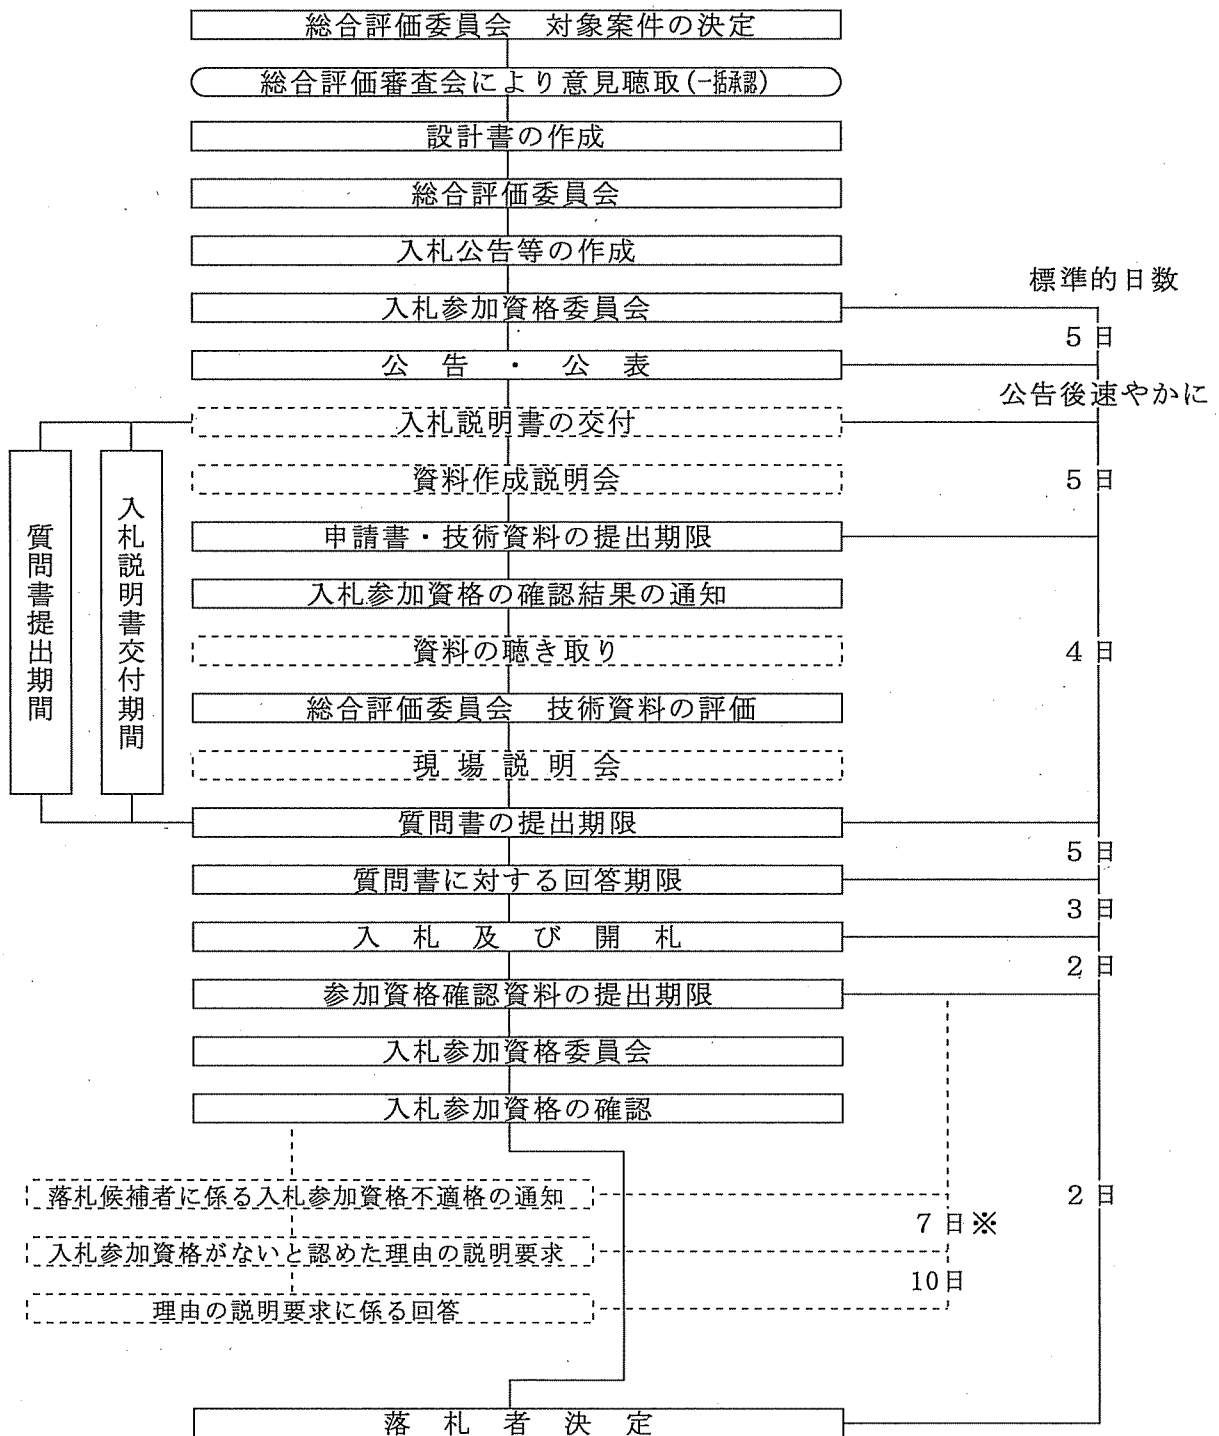 総合評価委員会　対象案件の決定
総合評価審査会により意見聴取(一括承認)
設計書の作成
総合評価委員会
入札公告等の作成
標準的日数
入札参加資格委員会
5日
公告・公表
公告後速やかに
入札説明書の交付
資料作成説明会
5日
質問書提出期間
入札説明書交付期間
申請書・技術資料の提出期限
入札参加資格の確認結果の通知
資料の聴き取り
4日
総合評価委員会　技術資料の評価
現場説明会
質問書の提出期限
5日
質問書に対する回答期限
3日
入札及び開札
2日
参加資格確認資料の提出期限
入札参加資格委員会
入札参加資格の確認
落札候補者に係る入札参加資格不適格の通知
2日
7日※
入札参加資格がないと認めた理由の説明要求
10日
理由の説明要求に係る回答
落札者決定